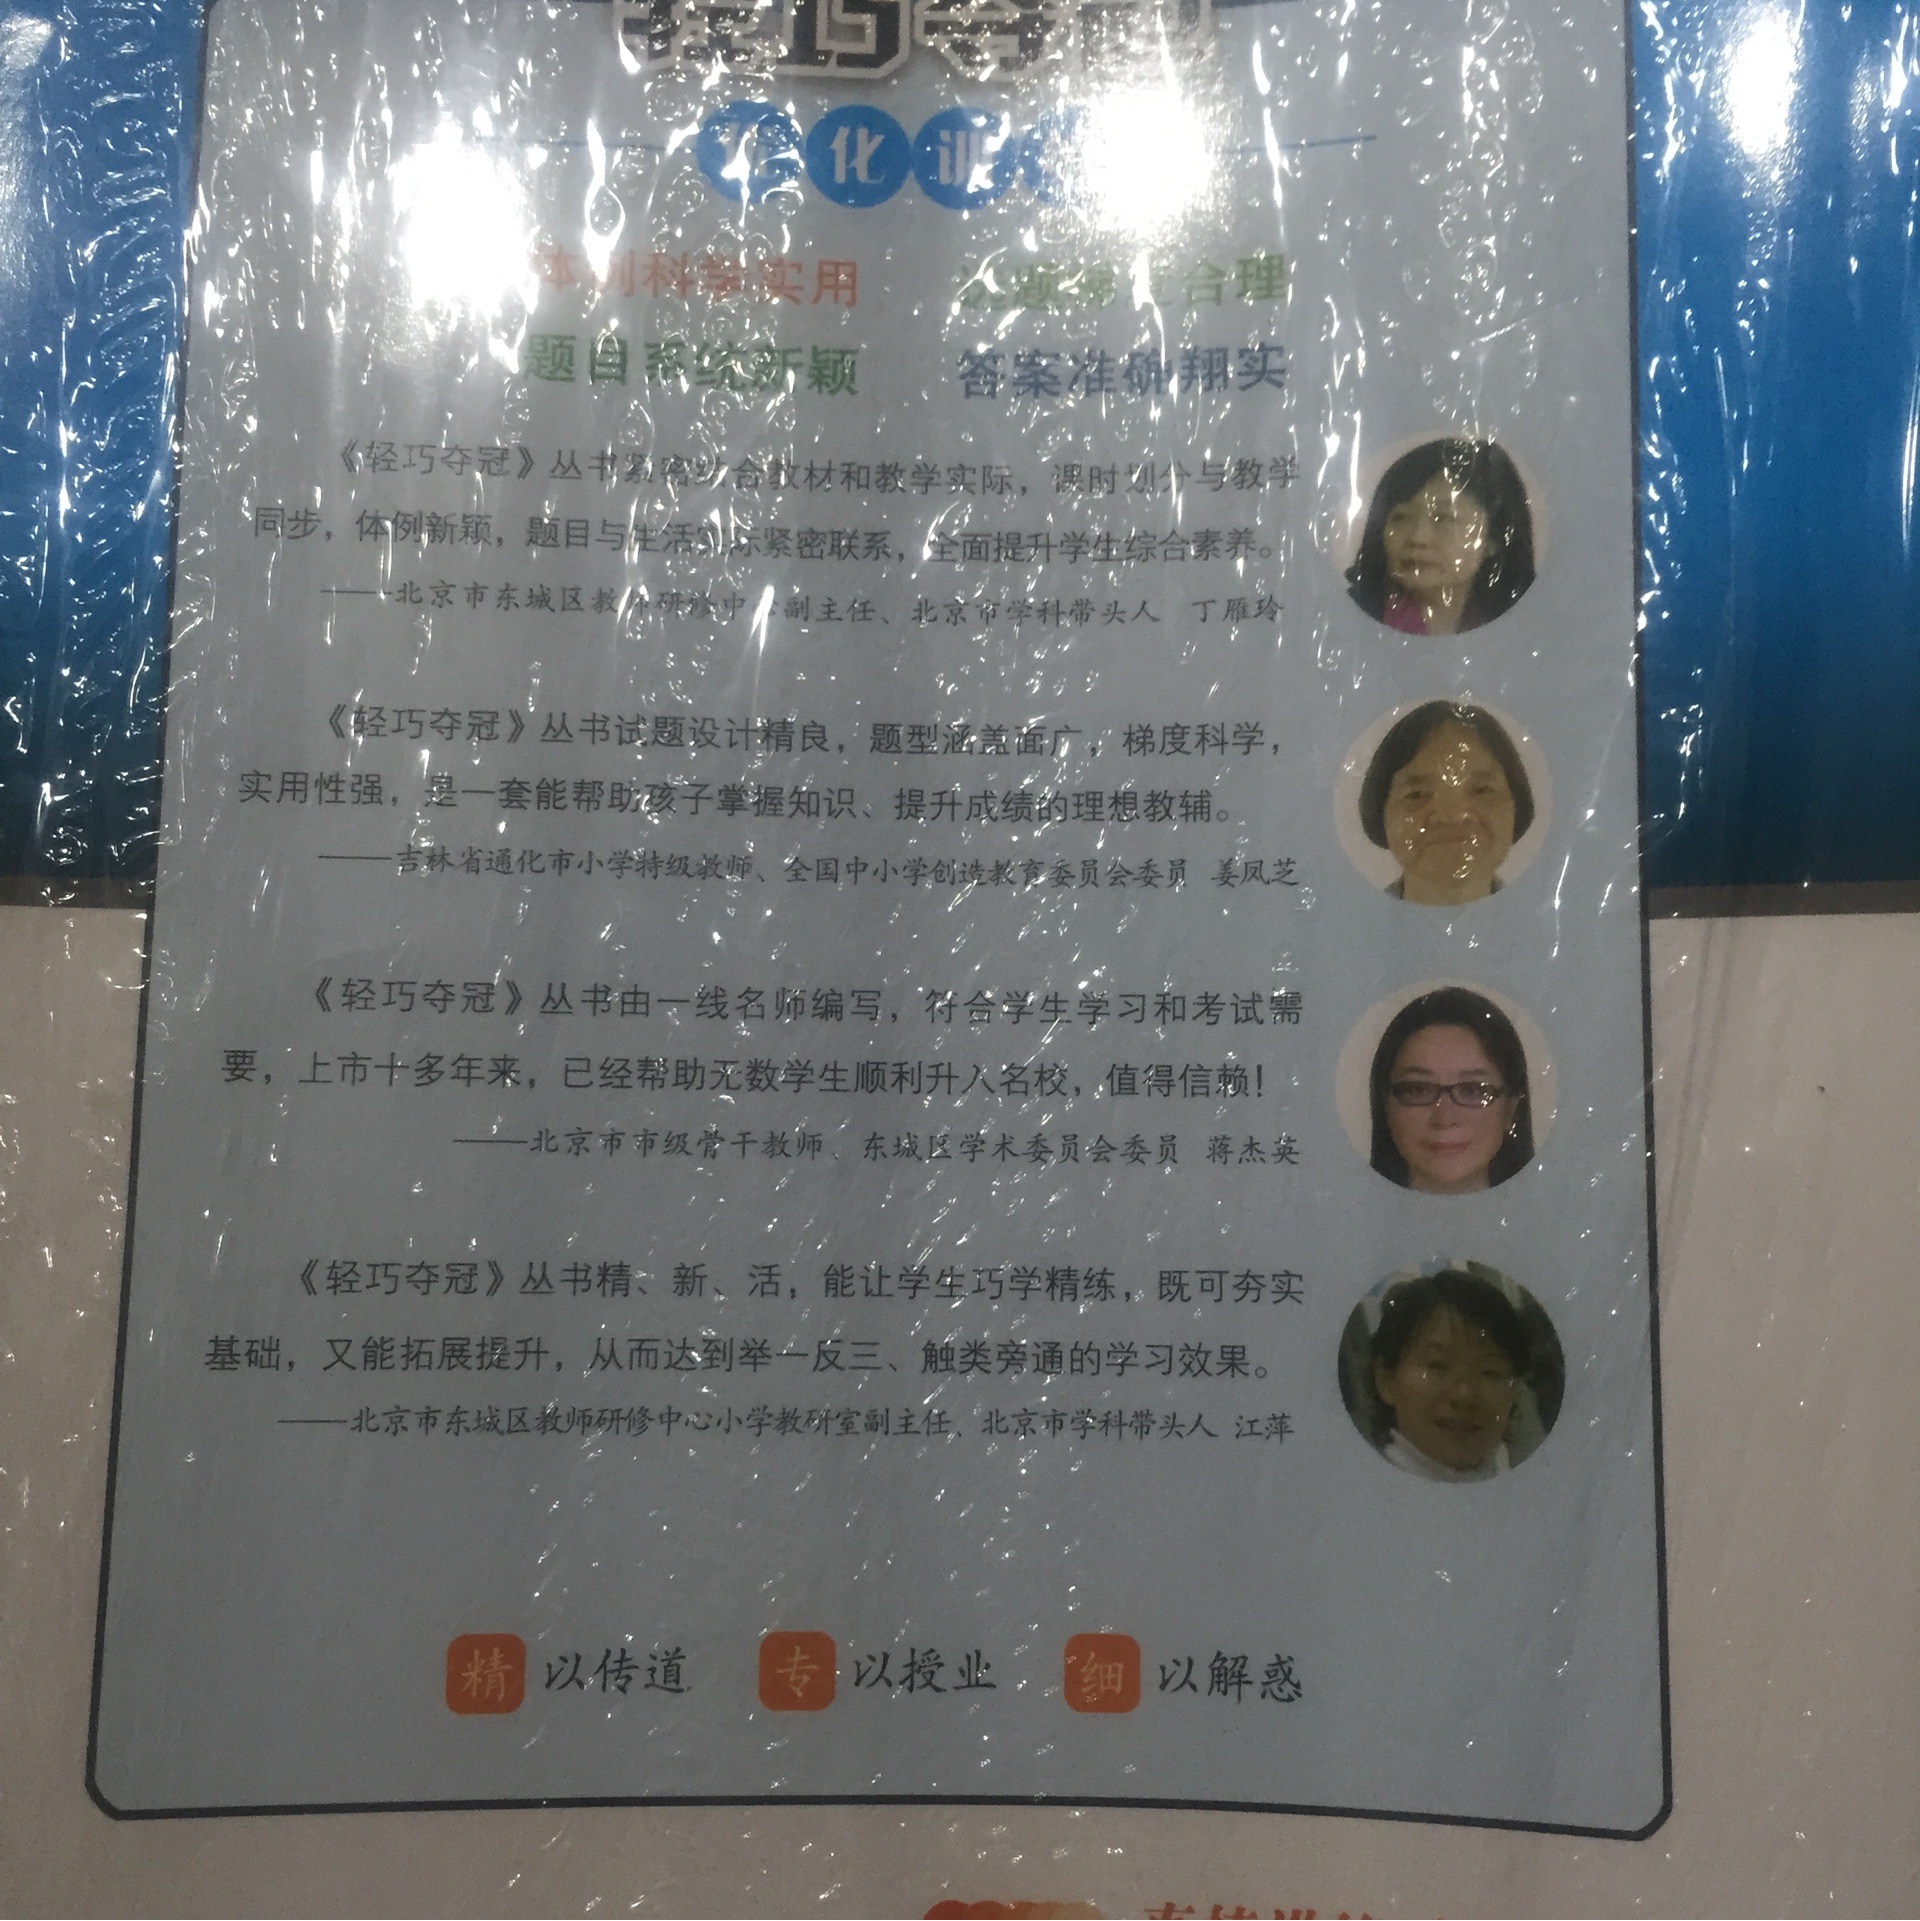 轻巧夺冠
强化训
体例科学实用
选题梯度合理
题目系统新颖
答案准确翔实
《轻巧夺冠》丛书紧密结合教材和教学实际，课时划分与教学
同步，体例新颖，题目与生活实际紧密联系，全面提升学生综合素养。
——北京市东城区教师研修中心副主任、北京市学科带头人 丁雁玲
《轻巧夺冠》丛书试题设计精良，题型涵盖面广，梯度科学，
实用性强，是一套能帮助孩子掌握知识、提升成绩的理想教辅。
——吉林省通化市小学特级教师、全国中小学创造教育委员会委员 姜凤芝
《轻巧夺冠》丛书由一线名师编写，符合学生学习和考试需
要，上市十多年来，已经帮助无数学生顺利升入名校，值得信赖！
——北京市市级骨干教师、东城区学术委员会委员 蒋杰英
《轻巧夺冠》丛书精、新、活，能让学生巧学精练，既可夯实
基础，又能拓展提升，从而达到举一反三、触类旁通的学习效果。
——北京市东城区教师研修中心小学教研室副主任、北京市学科带头人 江萍
精 以传道 专 以授业 细 以解惑